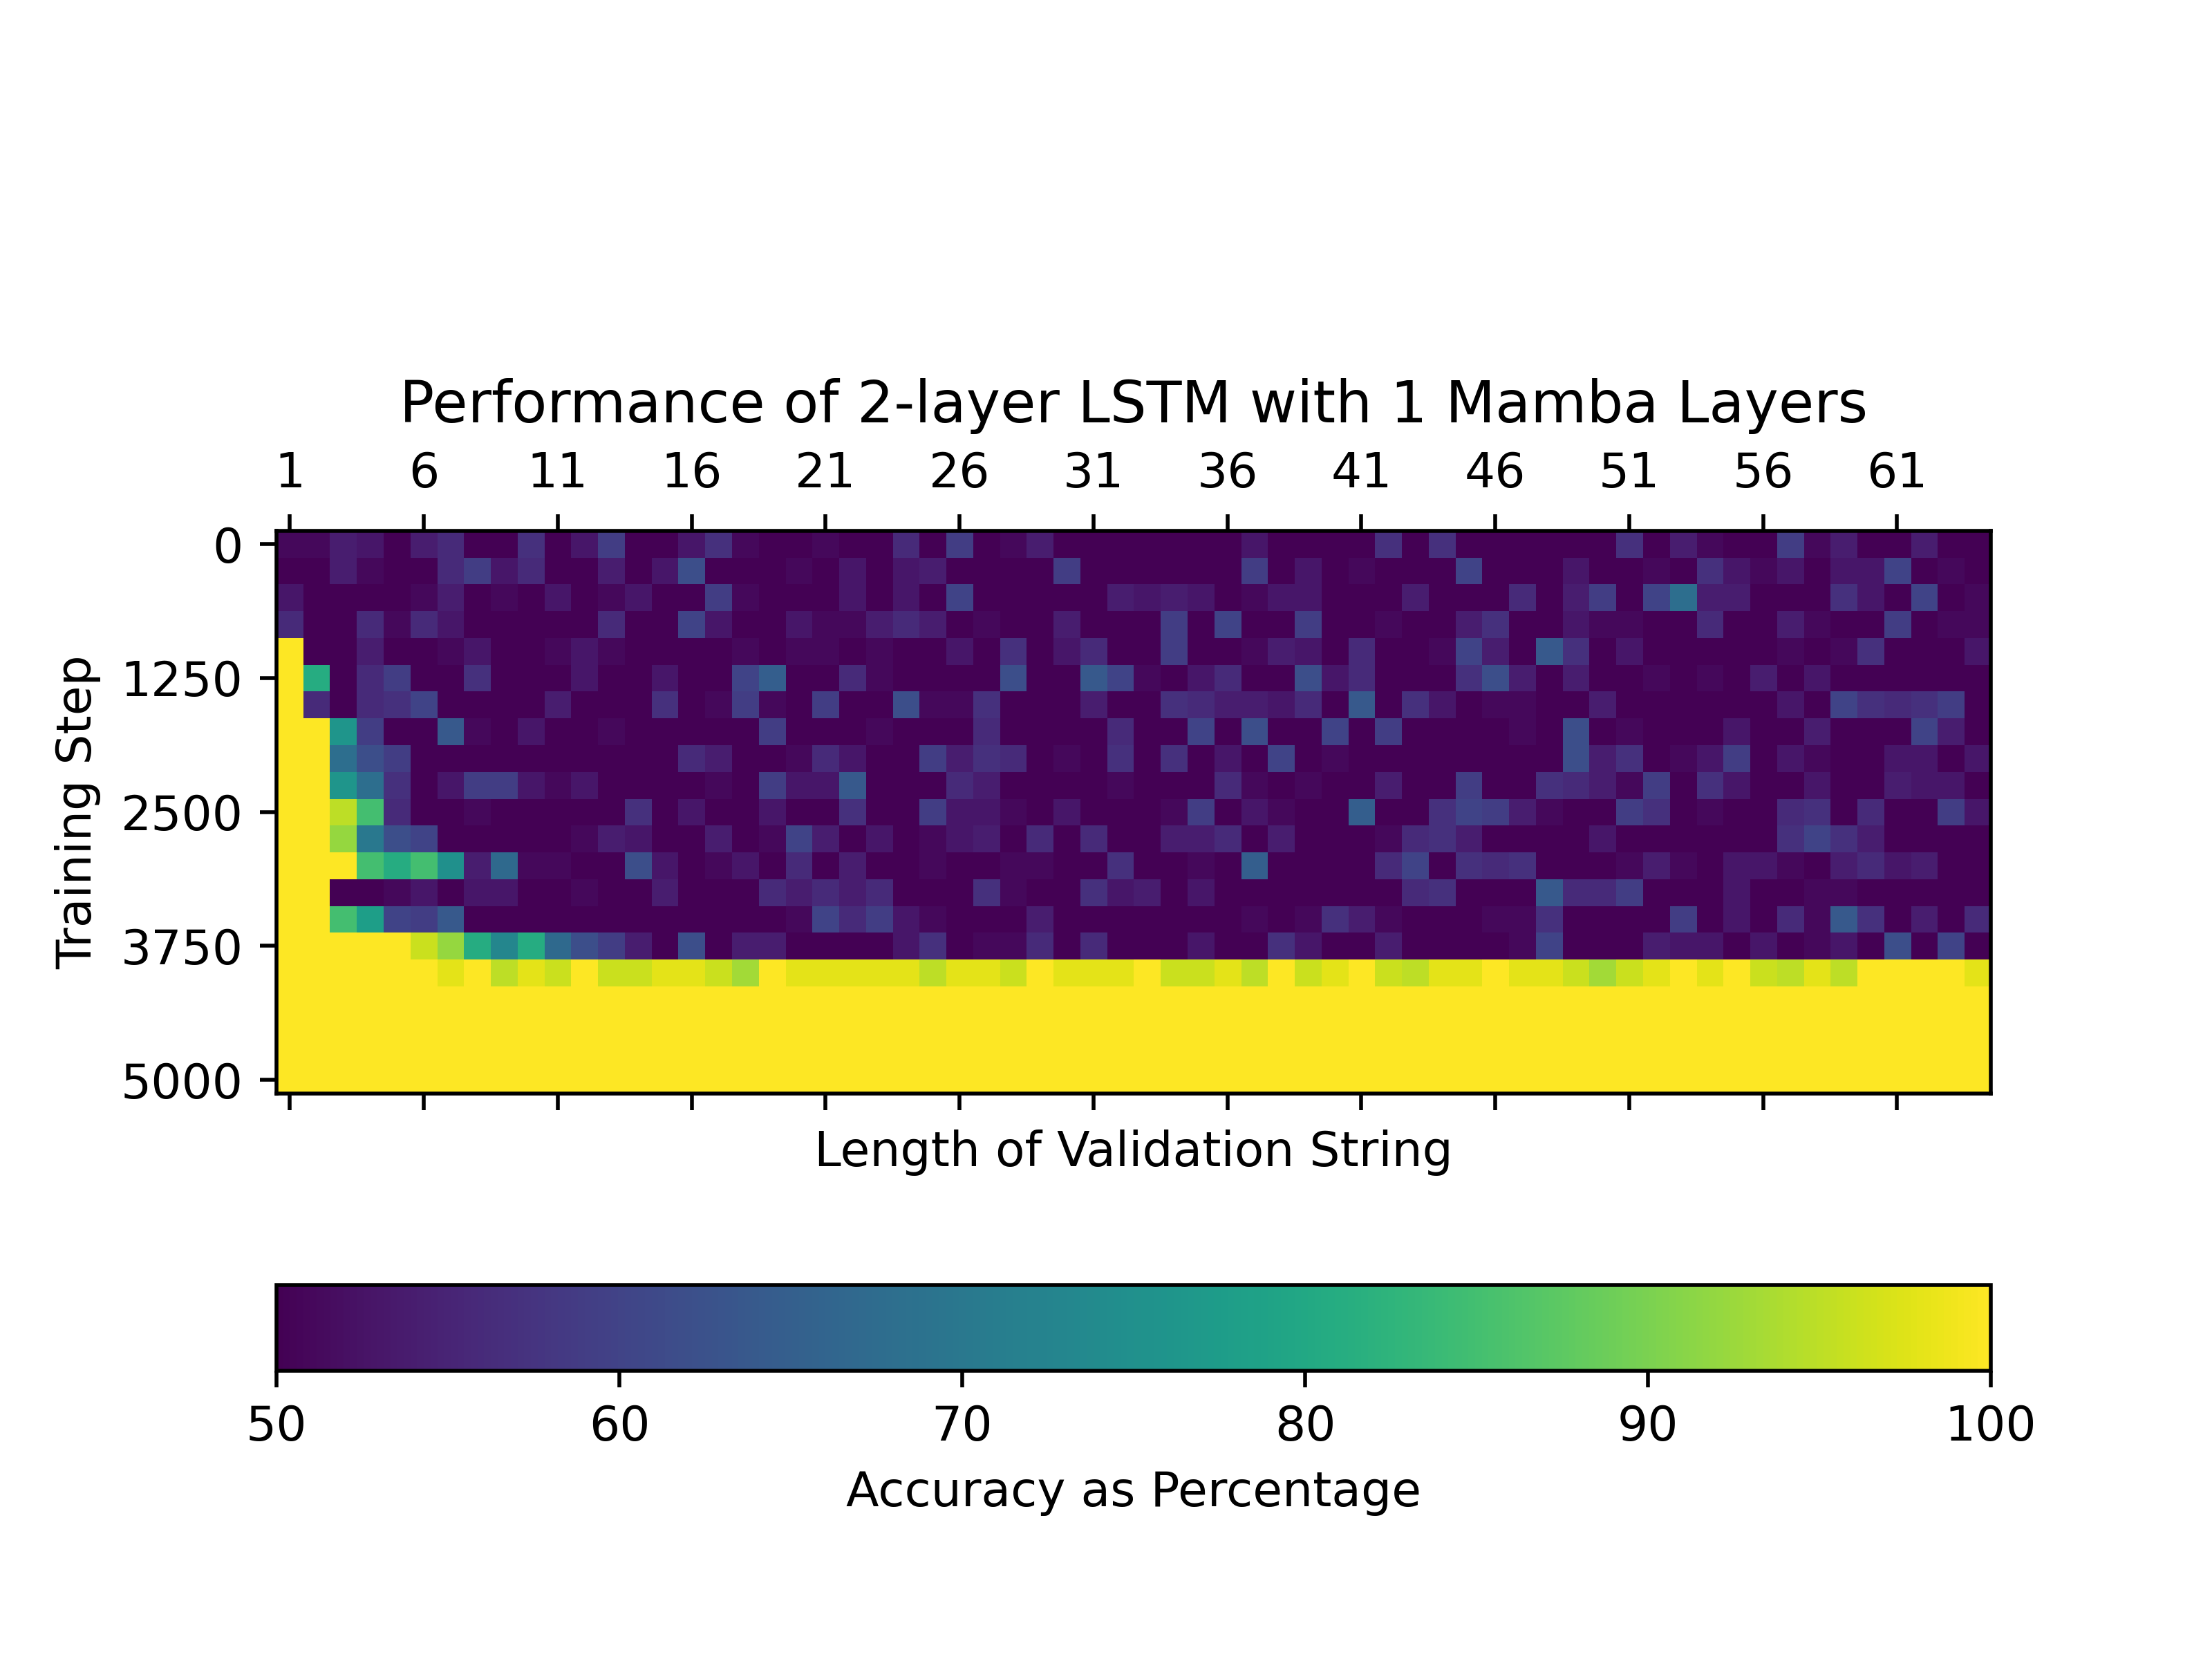 Performance of 2-layer LSTM with 1 Mamba Layers
1 6 11 16 21 26 31 36 41 46 51 56 61
0
1250
2500
3750
5000
Training Step
Length of Validation String
50 60 70 80 90 100
Accuracy as Percentage